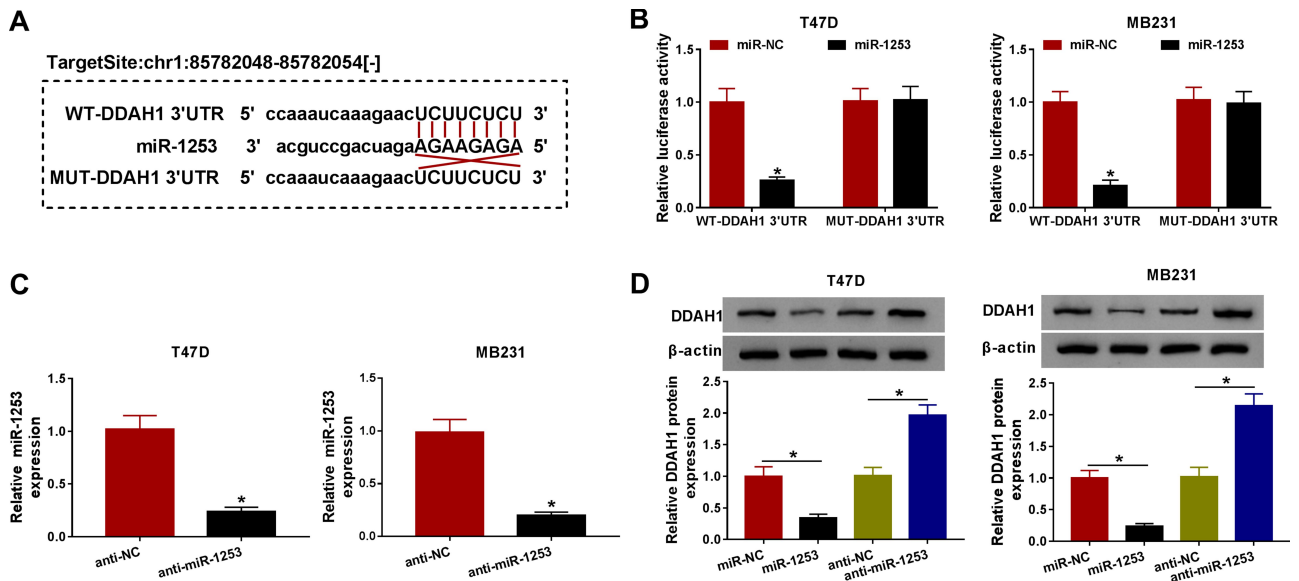 A
TargetSite:chr1:85782048-85782054[-]
WT-DDAH1 3'UTR 5' ccaaaucaaagaacUCUUCUCU 3'
miR-1253 3' acguccgacuagaAGAAGAGA 5'
MUT-DDAH1 3'UTR 5' ccaaaucaaagaacUCUUCUCU 3'
B
T47D
miR-NC miR-1253
Relative luciferase activity
1.5
1.0
0.5
0.0
*
WT-DDAH1 3'UTR MUT-DDAH1 3'UTR
MB231
miR-NC miR-1253
Relative luciferase activity
1.5
1.0
0.5
0.0
*
WT-DDAH1 3'UTR MUT-DDAH1 3'UTR
C
T47D
Relative miR-1253
expression
1.5
1.0
0.5
0.0
*
anti-NC anti-miR-1253
MB231
Relative miR-1253
expression
1.5
1.0
0.5
0.0
*
anti-NC anti-miR-1253
D
T47D
DDAH1
β-actin
Relative DDAH1 protein
expression
2.5
2.0
1.5
1.0
0.5
0.0
*
*
miR-NC miR-1253 anti-NC anti-miR-1253
MB231
DDAH1
β-actin
Relative DDAH1 protein
expression
2.5
2.0
1.5
1.0
0.5
0.0
*
*
miR-NC miR-1253 anti-NC anti-miR-1253